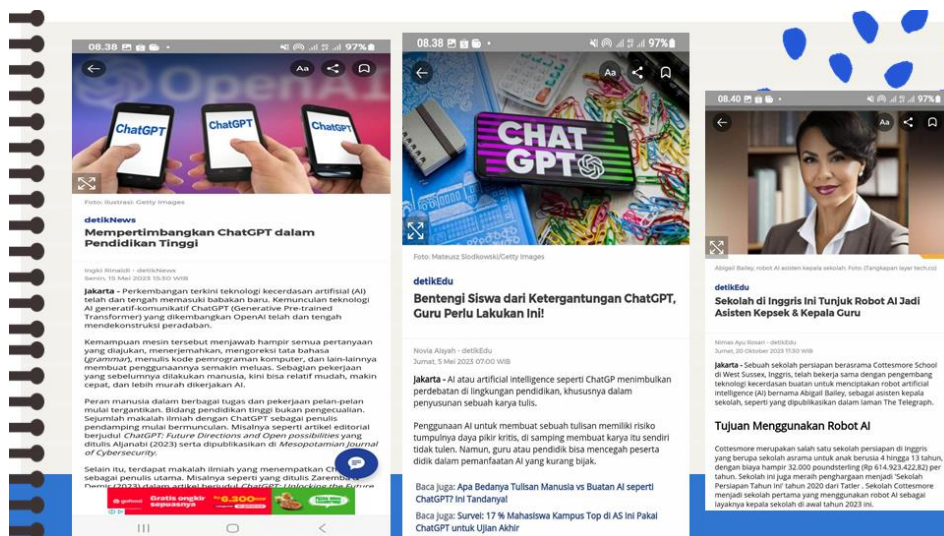 08.38 97%
Aa
OpenAI
ChatGPT
ChatGPT
ChatGPT
Foto: Ilustrasi: Getty Images
detikNews
Mempertimbangkan ChatGPT dalam
Pendidikan Tinggi
Ingki Rinaldi - detikNews
Senin, 15 Mei 2023 15:30 WIB
Jakarta - Perkembangan terkini teknologi kecerdasan artifisial (AI)
telah dan tengah memasuki babakan baru. Kemunculan teknologi
AI generatif-komunikatif ChatGPT (Generative Pre-trained
Transformer) yang dikembangkan OpenAI telah dan tengah
mendekonstruksi peradaban.
Kemampuan mesin tersebut menjawab hampir semua pertanyaan
yang diajukan, menerjemahkan, mengoreksi tata bahasa
(grammar), menulis kode pemrograman komputer, dan lain-lainnya
membuat penggunaannya semakin meluas. Sebagian pekerjaan
yang sebelumnya dilakukan manusia, kini bisa relatif mudah, makin
cepat, dan lebih murah dikerjakan AI.
Peran manusia dalam berbagai tugas dan pekerjaan pelan-pelan
mulai tergantikan. Bidang pendidikan tinggi bukan pengecualian.
Sejumlah makalah ilmiah dengan ChatGPT sebagai penulis
pendamping mulai bermunculan. Misalnya seperti artikel editorial
berjudul ChatGPT: Future Directions and Open possibilities yang
ditulis Aljanabi (2023) serta dipublikasikan di Mesopotamian Journal
of Cybersecurity.
Selain itu, terdapat makalah ilmiah yang menempatkan
sebagai penulis utama. Misalnya seperti yang ditulis Zaremba
Demir (2023) dalam artikel berjudul ChatGPT: Unlocking the Future
gofood
Gratis ongkir
sepuasnya
6.300
08.38 97%
Aa
CHAT
GPT
Foto: Mateusz Slodkowski/Getty Images
detikEdu
Bentengi Siswa dari Ketergantungan ChatGPT,
Guru Perlu Lakukan Ini!
Novia Aisyah - detikEdu
Jumat, 5 Mei 2023 07:00 WIB
Jakarta - AI atau artificial intelligence seperti ChatGP menimbulkan
perdebatan di lingkungan pendidikan, khususnya dalam
penyusunan sebuah karya tulis.
Penggunaan AI untuk membuat sebuah tulisan memiliki risiko
tumpulnya daya pikir kritis, di samping membuat karya itu sendiri
tidak tulen. Namun, guru atau pendidik bisa mencegah peserta
didik dalam pemanfaatan AI yang kurang bijak.
Baca Juga: Apa Bedanya Tulisan Manusia vs Buatan AI seperti
ChatGPT? Ini Tandanya!
Baca juga: Survei: 17 % Mahasiswa Kampus Top di AS Ini Pakai
ChatGPT untuk Ujian Akhir
08.40 97%
Aa
Abigail Bailey, robot AI asisten kepala sekolah. Foto: (Tangkapan layer tech.co)
detikEdu
Sekolah di Inggris Ini Tunjuk Robot AI Jadi
Asisten Kepsek & Kepala Guru
Nimas Ayu Rosari - detikEdu
Jumat, 20 Oktober 2023 11:30 WIB
Jakarta - Sebuah sekolah persiapan berasrama Cottesmore School
di West Sussex, Inggris, telah bekerja sama dengan pengembang
teknologi kecerdasan buatan untuk menciptakan robot artificial
intelligence (AI) bernama Abigail Bailey, sebagai asisten kepala
sekolah, seperti yang dipublikasikan dalam laman The Telegraph.
Tujuan Menggunakan Robot AI
Cottesmore merupakan salah satu sekolah persiapan di Inggris
yang berupa sekolah asrama untuk anak berusia 4 hingga 13 tahun,
dengan biaya hampir 32.000 poundsterling (Rp 614.923.422,82) per
tahun. Sekolah ini juga meraih penghargaan menjadi 'Sekolah
Persiapan Tahun Ini' tahun 2020 dari Tatler . Sekolah Cottesmore
menjadi sekolah pertama yang menggunakan robot AI sebagai
layaknya kepala sekolah di awal tahun 2023 ini.